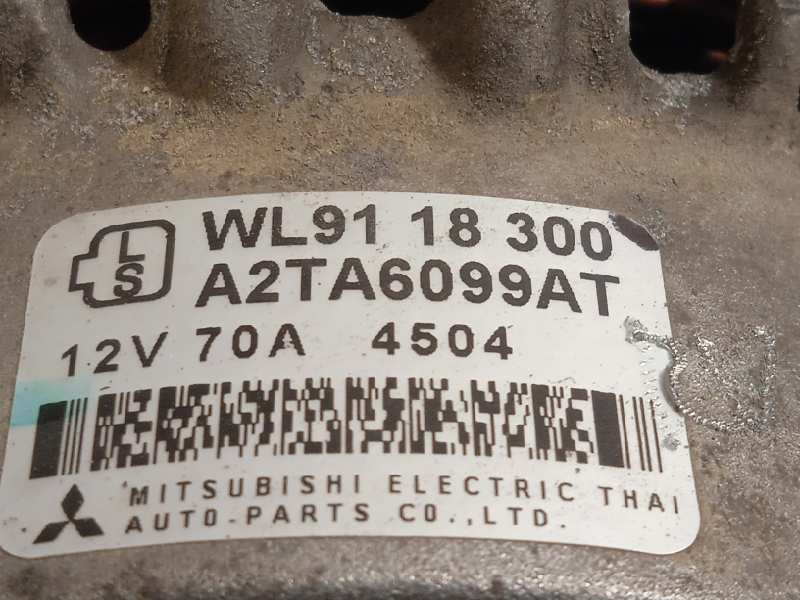 L
S
WL91 18 300
A2TA6099AT
12V 70A 4504
MITSUBISHI ELECTRIC THAI
AUTO-PARTS CO.,LTD.